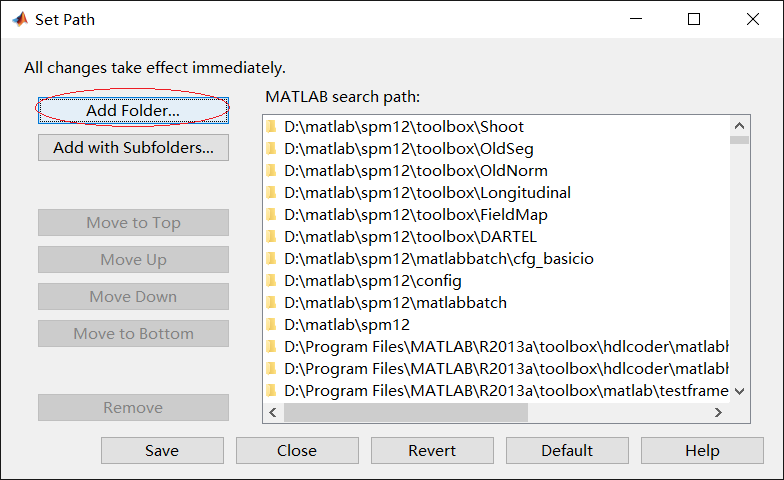 Set Path
All changes take effect immediately.
Add Folder...
Add with Subfolders...
Move to Top
Move Up
Move Down
Move to Bottom
Remove
MATLAB search path:
D:\matlab\spm12\toolbox\Shoot
D:\matlab\spm12\toolbox\OldSeg
D:\matlab\spm12\toolbox\OldNorm
D:\matlab\spm12\toolbox\Longitudinal
D:\matlab\spm12\toolbox\FieldMap
D:\matlab\spm12\toolbox\DARTEL
D:\matlab\spm12\matlabbatch\cfg_basicio
D:\matlab\spm12\config
D:\matlab\spm12\matlabbatch
D:\matlab\spm12
D:\Program Files\MATLAB\R2013a\toolbox\hdlcoder\matlabh
D:\Program Files\MATLAB\R2013a\toolbox\hdlcoder\matlabh
D:\Program Files\MATLAB\R2013a\toolbox\matlab\testframe
Save
Close
Revert
Default
Help